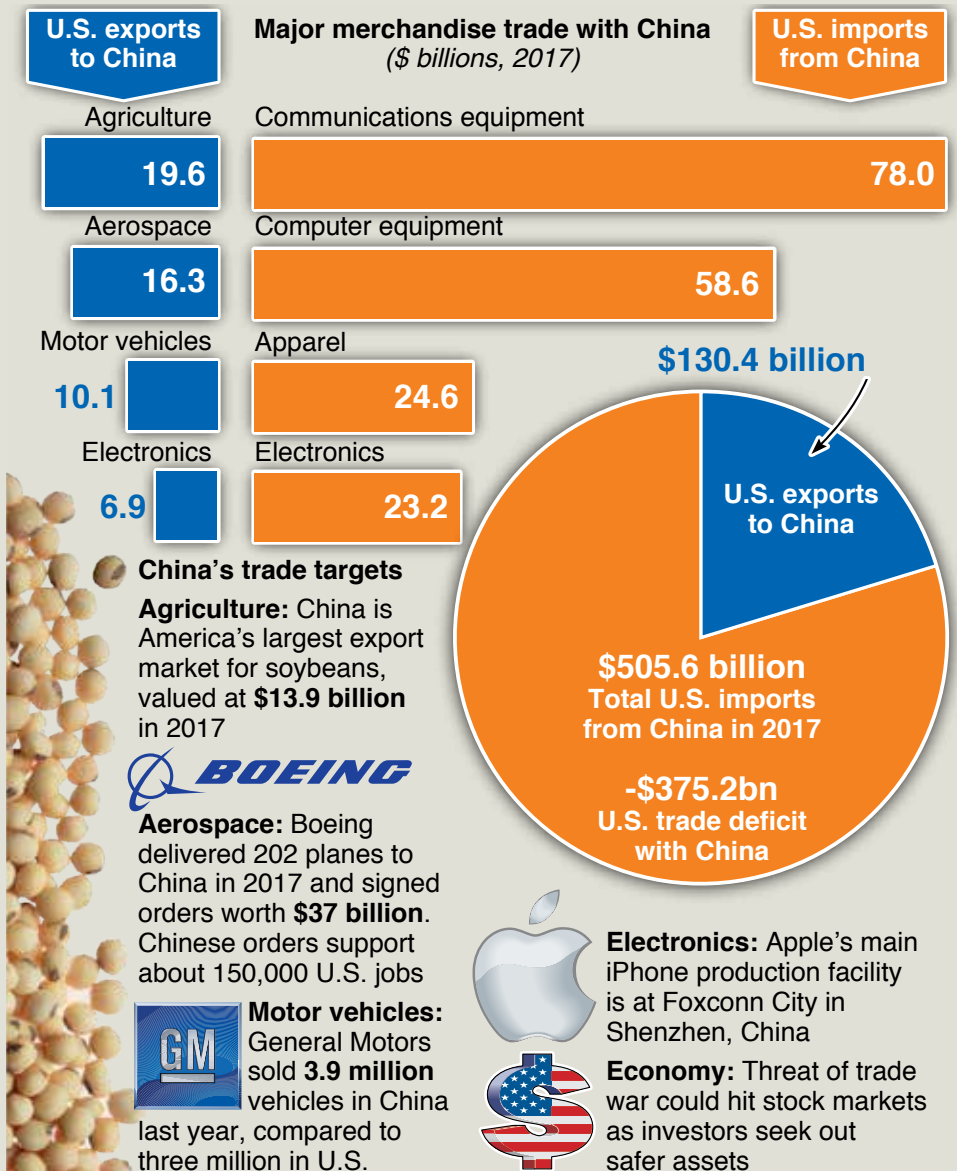 U.S. exports
to China
Major merchandise trade with China
($ billions, 2017)
U.S. imports
from China
Agriculture
19.6
Aerospace
16.3
Motor vehicles
10.1
Electronics
6.9
Communications equipment
78.0
Computer equipment
58.6
Apparel
24.6
Electronics
23.2
$130.4 billion
U.S. exports
to China
$505.6 billion
Total U.S. imports
from China in 2017
-$375.2bn
U.S. trade deficit
with China
China's trade targets
Agriculture: China is
America's largest export
market for soybeans,
valued at $13.9 billion
in 2017
BOEING
Aerospace: Boeing
delivered 202 planes to
China in 2017 and signed
orders worth $37 billion.
Chinese orders support
about 150,000 U.S. jobs
GM
Motor vehicles:
General Motors
sold 3.9 million
vehicles in China
last year, compared to
three million in U.S.
Electronics: Apple's main
iPhone production facility
is at Foxconn City in
Shenzhen, China
$
Economy: Threat of trade
war could hit stock markets
as investors seek out
safer assets